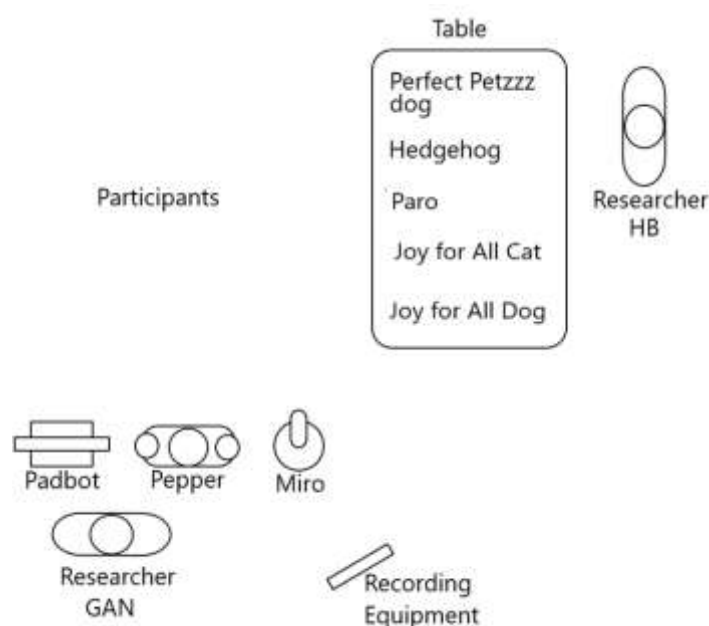 Table
Perfect Petzzz
dog
Hedgehog
Participants
Paro
Researcher
HB
Joy for All Cat
Joy for All Dog
Padbot
Pepper
Miro
Researcher
GAN
Recording
Equipment